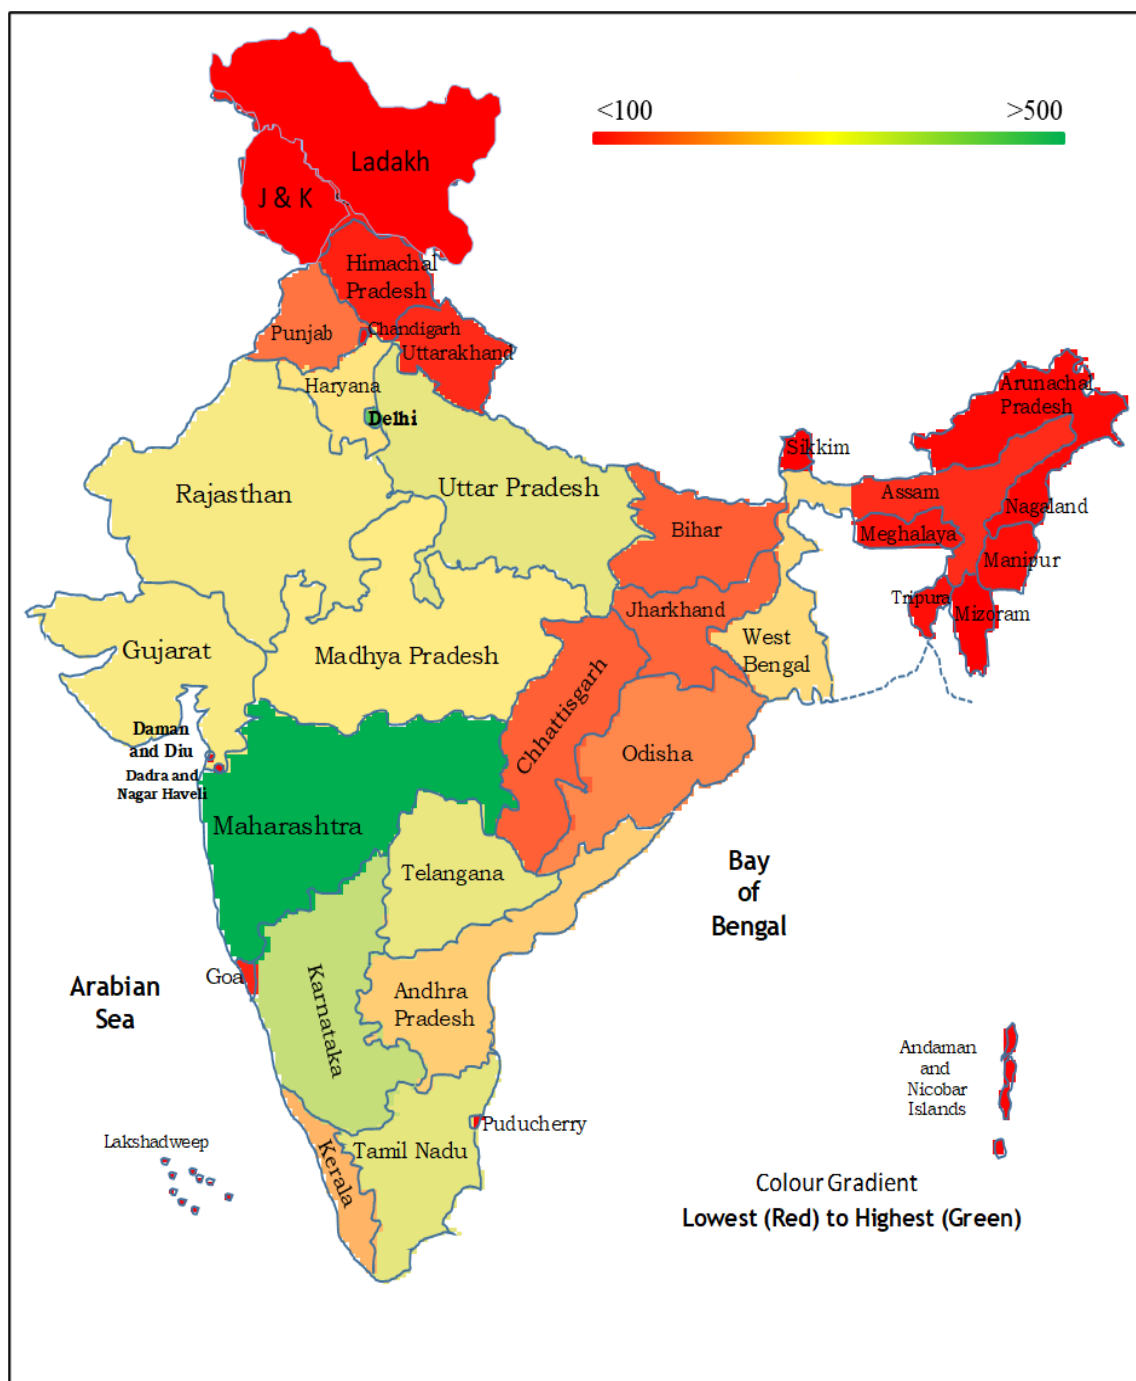 <100
>500
Ladakh
J & K
Himachal
Pradesh
Punjab
Chandigarh
Uttarakhand
Haryana
Delhi
Arunachal
Pradesh
Sikkim
Rajasthan
Uttar Pradesh
Assam
Nagaland
Bihar
Meghalaya
Manipur
Jharkhand
Tripura
Mizoram
Gujarat
Madhya Pradesh
West
Bengal
Chhattisgarh
Daman
and Diu
Odisha
Dadra and
Nagar Haveli
Maharashtra
Telangana
Bay
of
Bengal
Goa
Arabian
Sea
Karnataka
Andhra
Pradesh
Andaman
and
Nicobar
Islands
Puducherry
Lakshadweep
Kerala
Tamil Nadu
Colour Gradient
Lowest (Red) to Highest (Green)